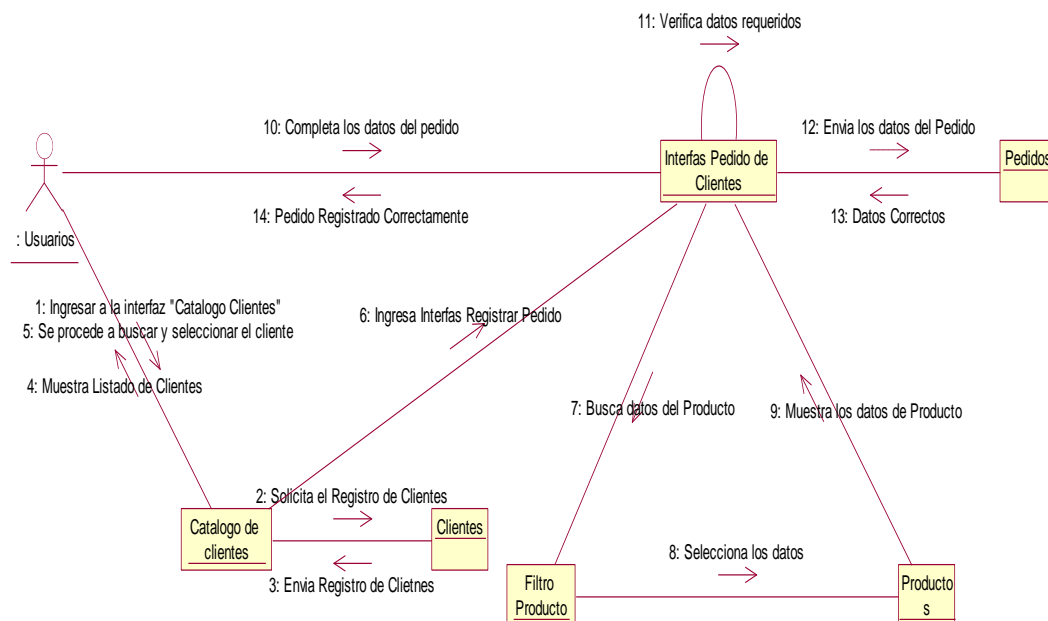 11: Verifica datos requeridos
10: Completa los datos del pedido
12: Envia los datos del Pedido
Interfas Pedido de
Clientes
Pedidos
14: Pedido Registrado Correctamente
13: Datos Correctos
: Usuarios
1: Ingresar a la interfaz "Catalogo Clientes"
5: Se procede a buscar y seleccionar el cliente
4: Muestra Listado de Clientes
6: Ingresa Interfas Registrar Pedido
7: Busca datos del Producto
9: Muestra los datos de Producto
2: Solicita el Registro de Clientes
Catalogo de
clientes
Clientes
3: Envia Registro de Clietnes
8: Selecciona los datos
Filtro
Producto
Producto
s